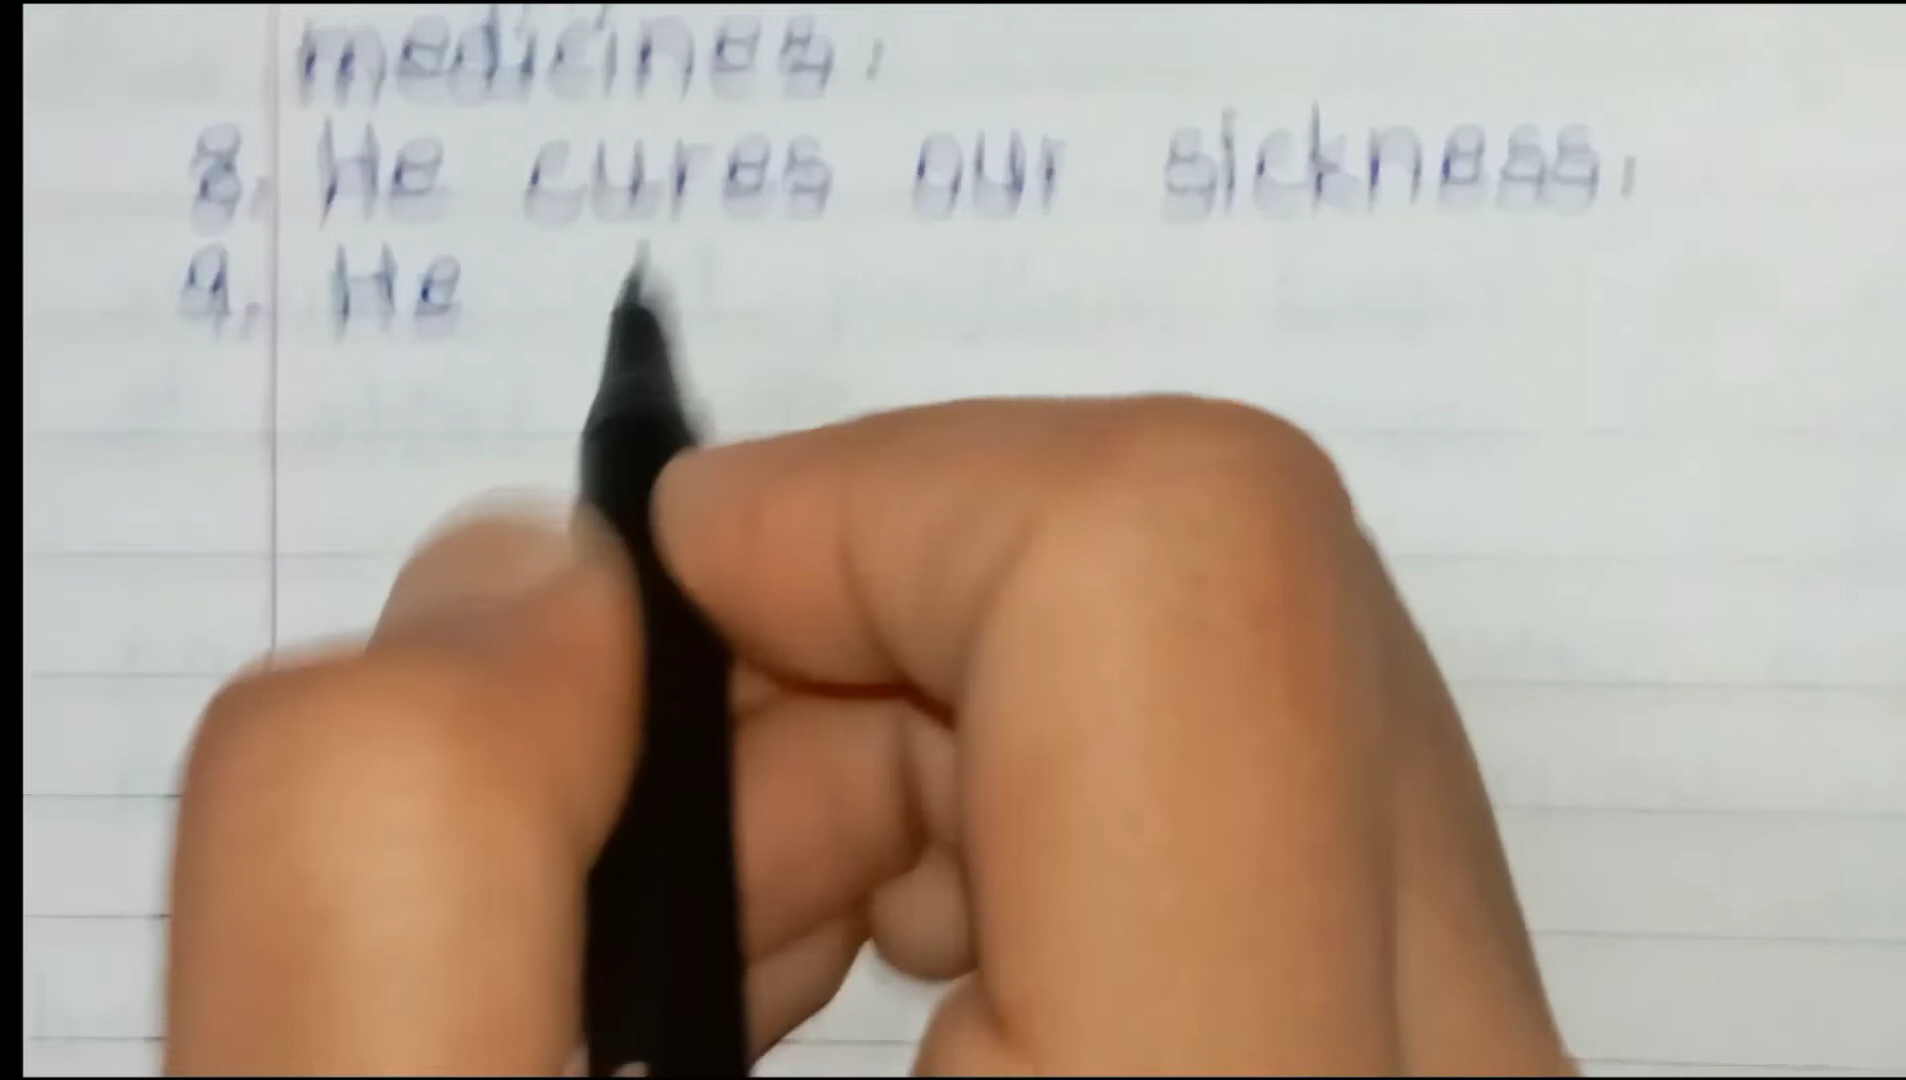 medicines.
8. He cures our sickness.
9. He